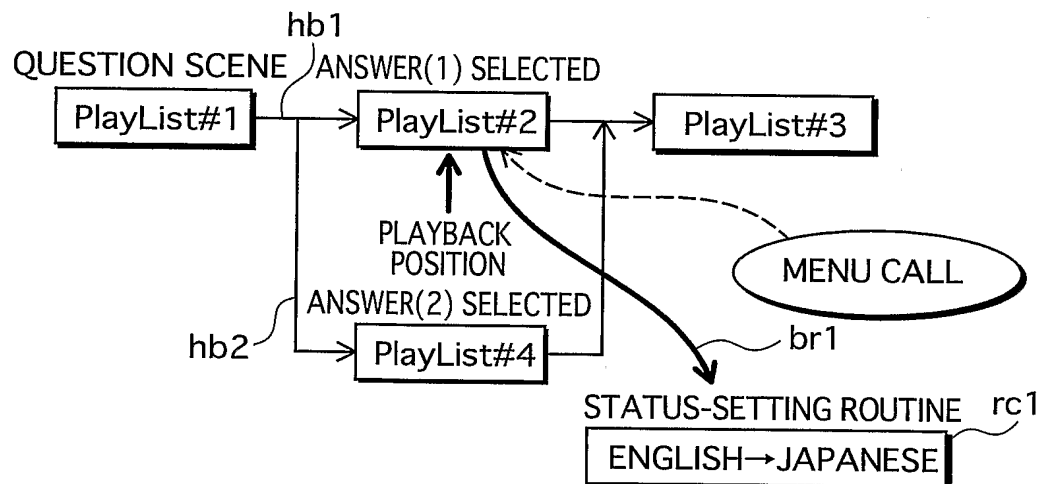 hb1
QUESTION SCENE
ANSWER(1) SELECTED
PlayList#1
PlayList#2
PlayList#3
PLAYBACK
POSITION
MENU CALL
ANSWER(2) SELECTED
hb2
PlayList#4
br1
STATUS-SETTING ROUTINE
rc1
ENGLISH→JAPANESE